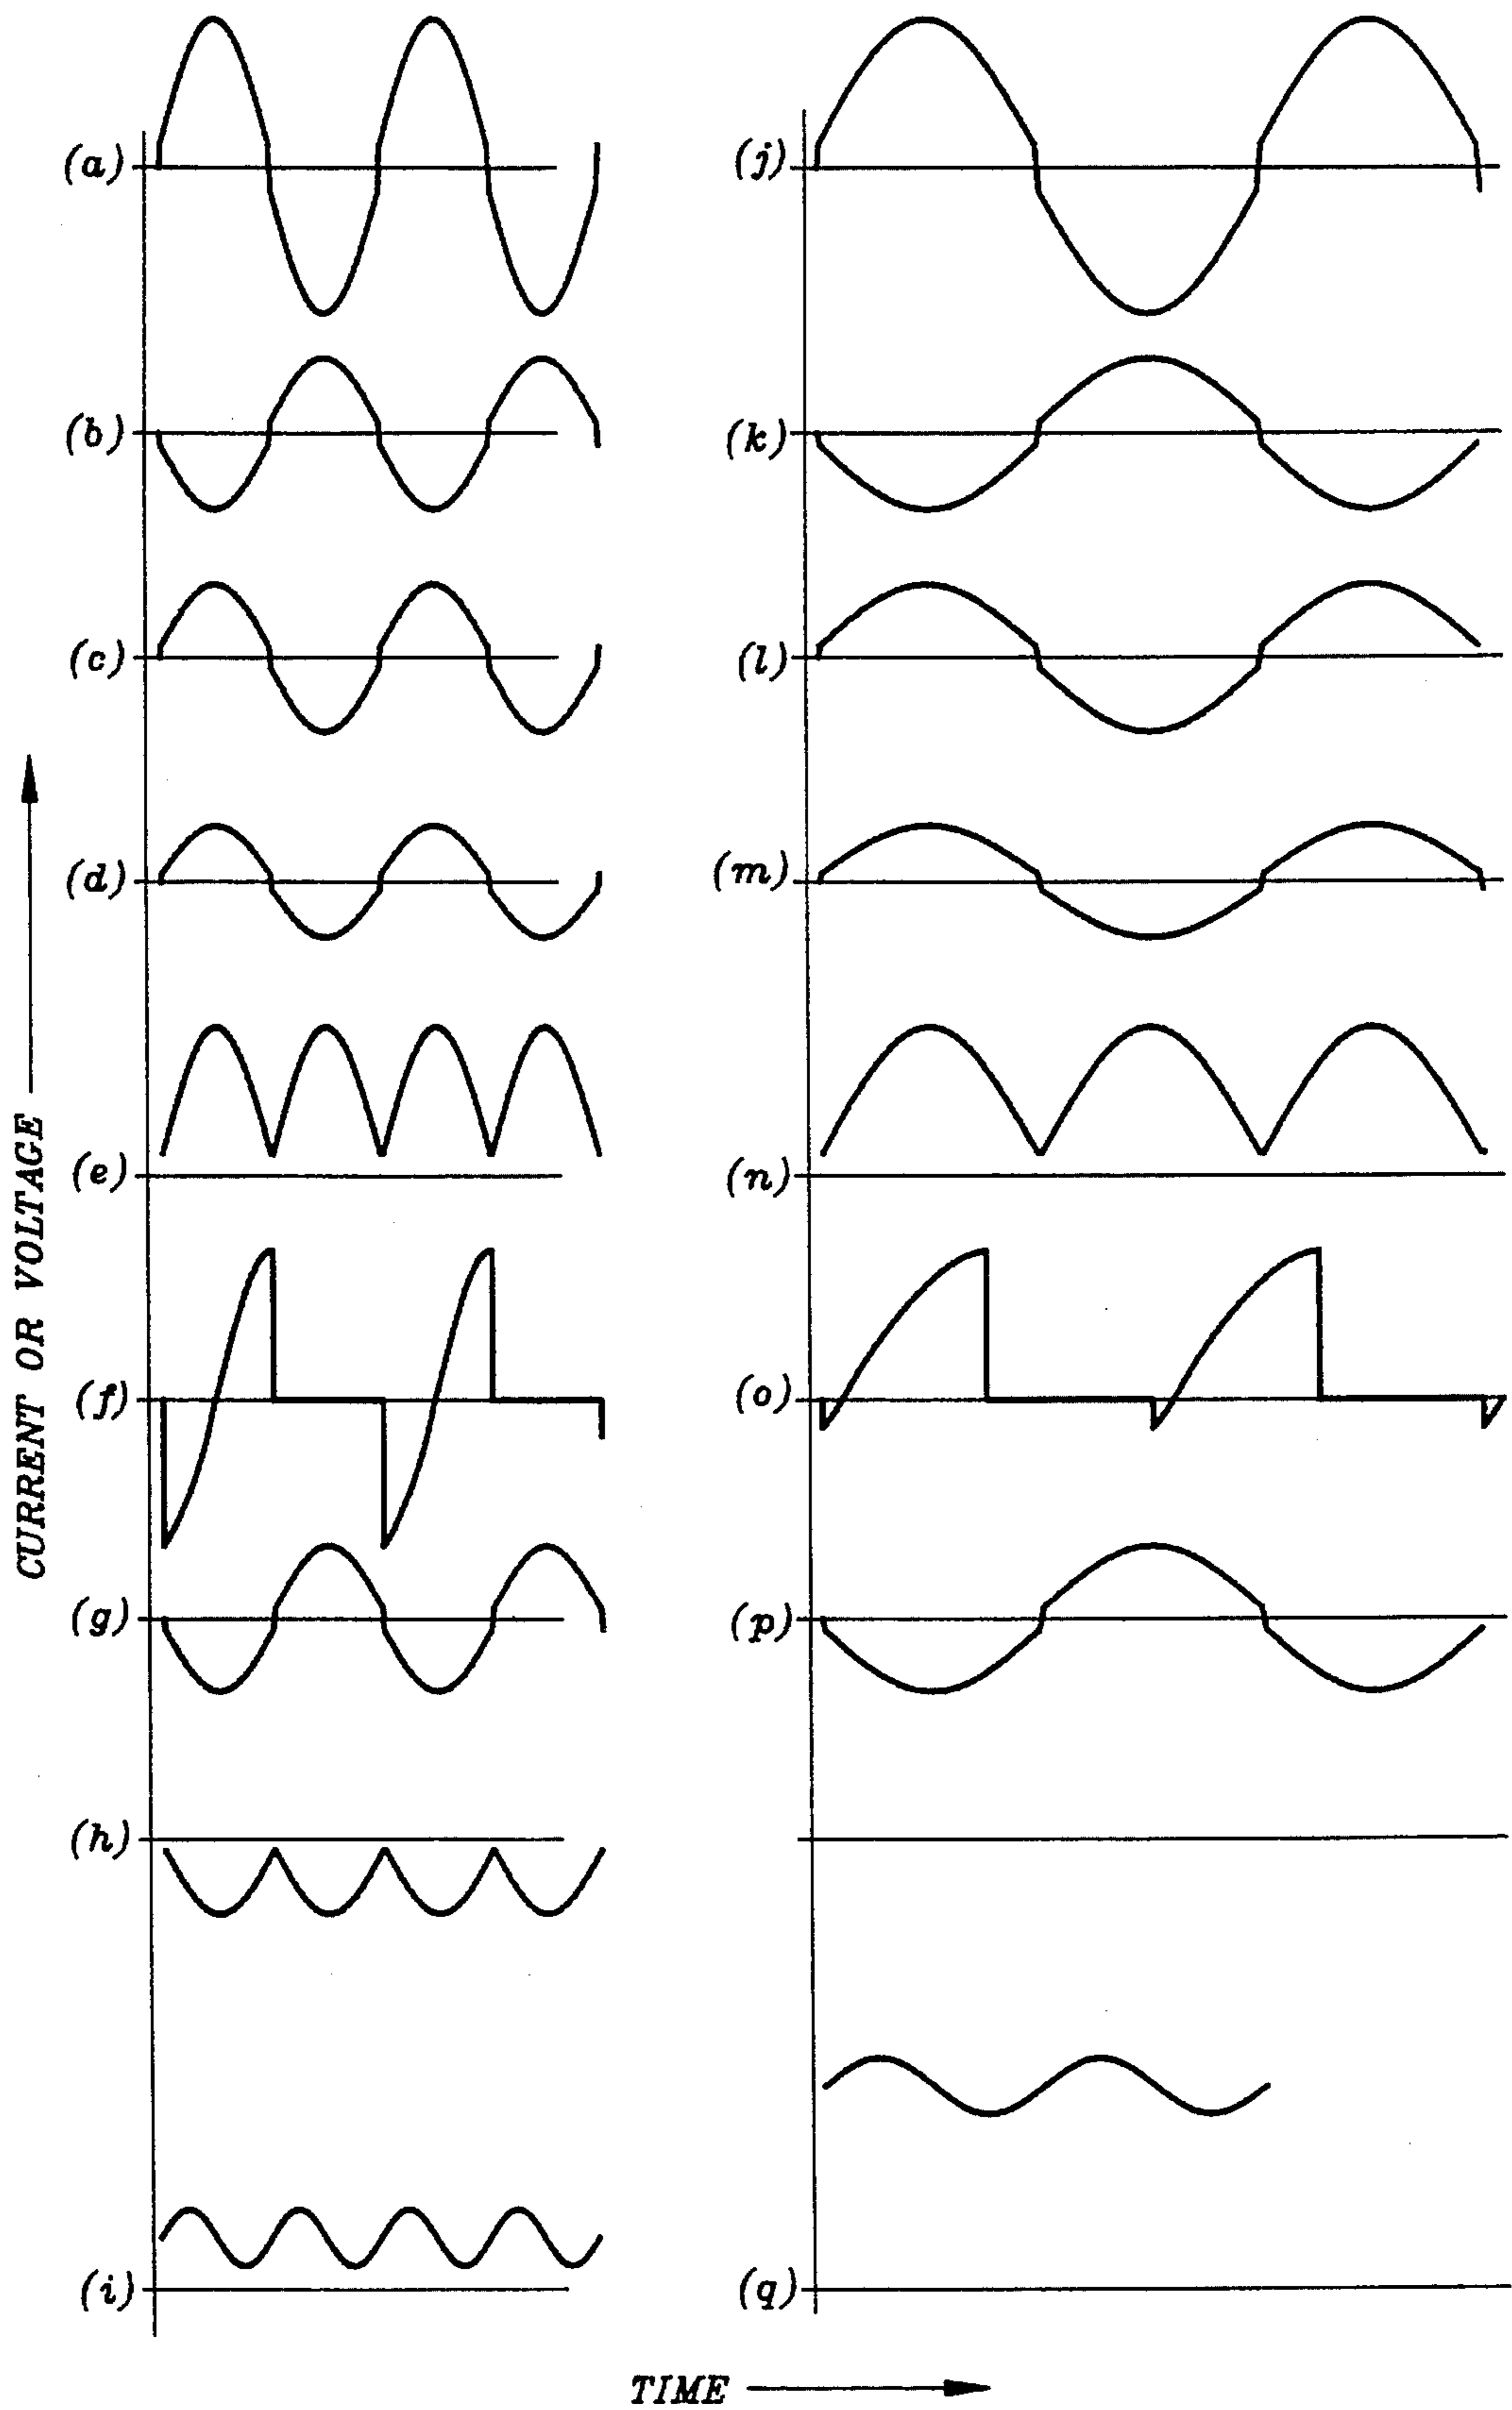 (a)
(b)
(c)
(d)
(e)
(f)
(g)
(h)
(i)
(j)
(k)
(l)
(m)
(n)
(o)
(p)
(q)
CURRENT OR VOLTAGE
TIME